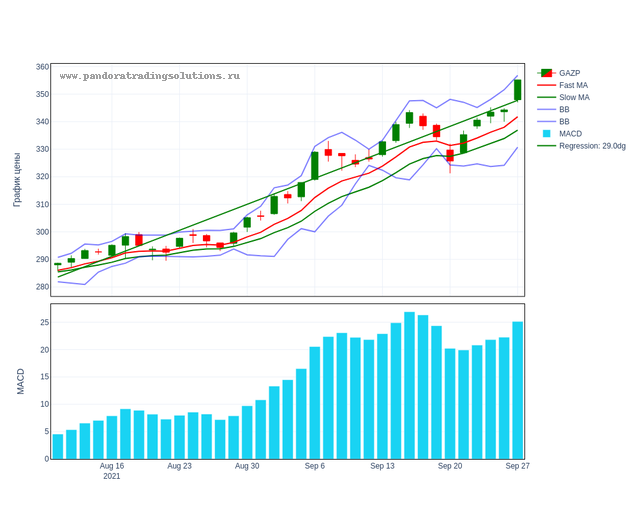 www.pandoratradingsolutions.ru
График цены
360
350
340
330
320
310
300
290
280
GAZP
Fast MA
Slow MA
BB
BB
MACD
Regression: 29.0dg
MACD
25
20
15
10
5
0
Aug 16
2021
Aug 23
Aug 30
Sep 6
Sep 13
Sep 20
Sep 27